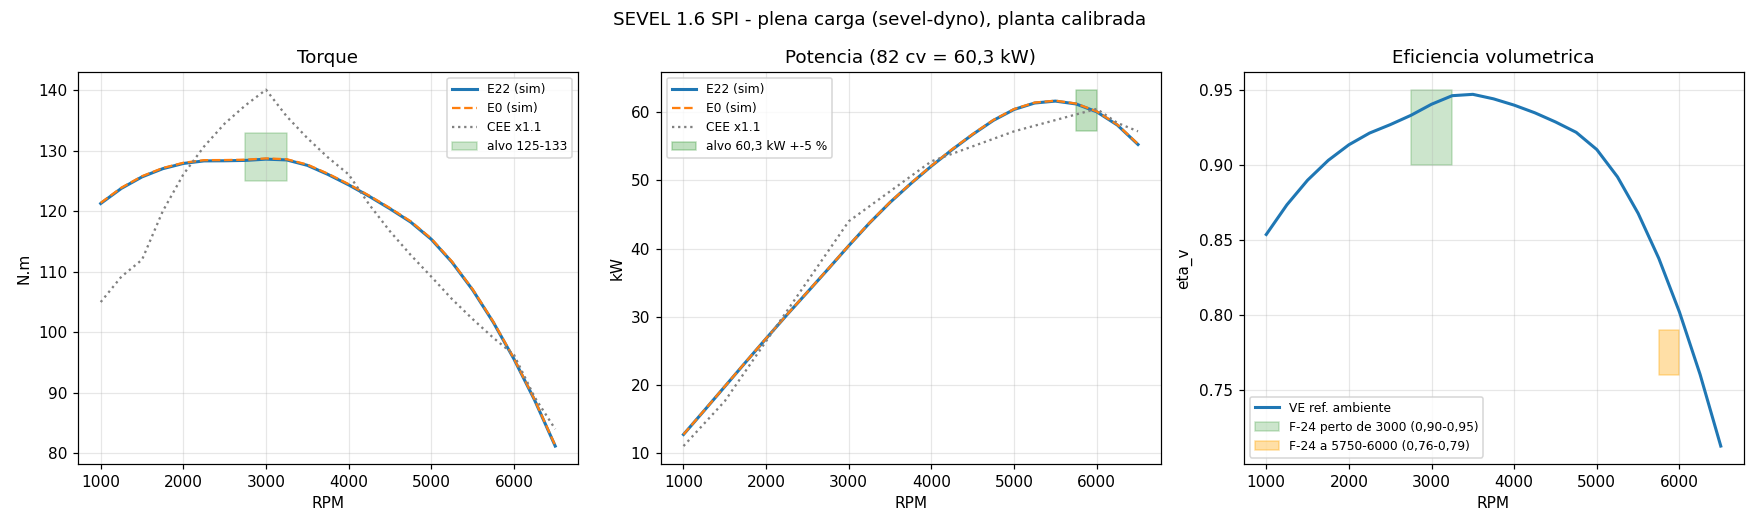 SEVEL 1.6 SPI - plena carga (sevel-dyno), planta calibrada
Torque
N.m
140
130
120
110
100
90
80
E22 (sim)
E0 (sim)
CEE x1.1
alvo 125-133
1000 2000 3000 4000 5000 6000
RPM
Potencia (82 cv = 60,3 kW)
kW
60
50
40
30
20
10
E22 (sim)
E0 (sim)
CEE x1.1
alvo 60,3 kW +-5 %
1000 2000 3000 4000 5000 6000
RPM
Eficiencia volumetrica
eta_v
0.95
0.90
0.85
0.80
0.75
VE ref. ambiente
F-24 perto de 3000 (0,90-0,95)
F-24 a 5750-6000 (0,76-0,79)
1000 2000 3000 4000 5000 6000
RPM